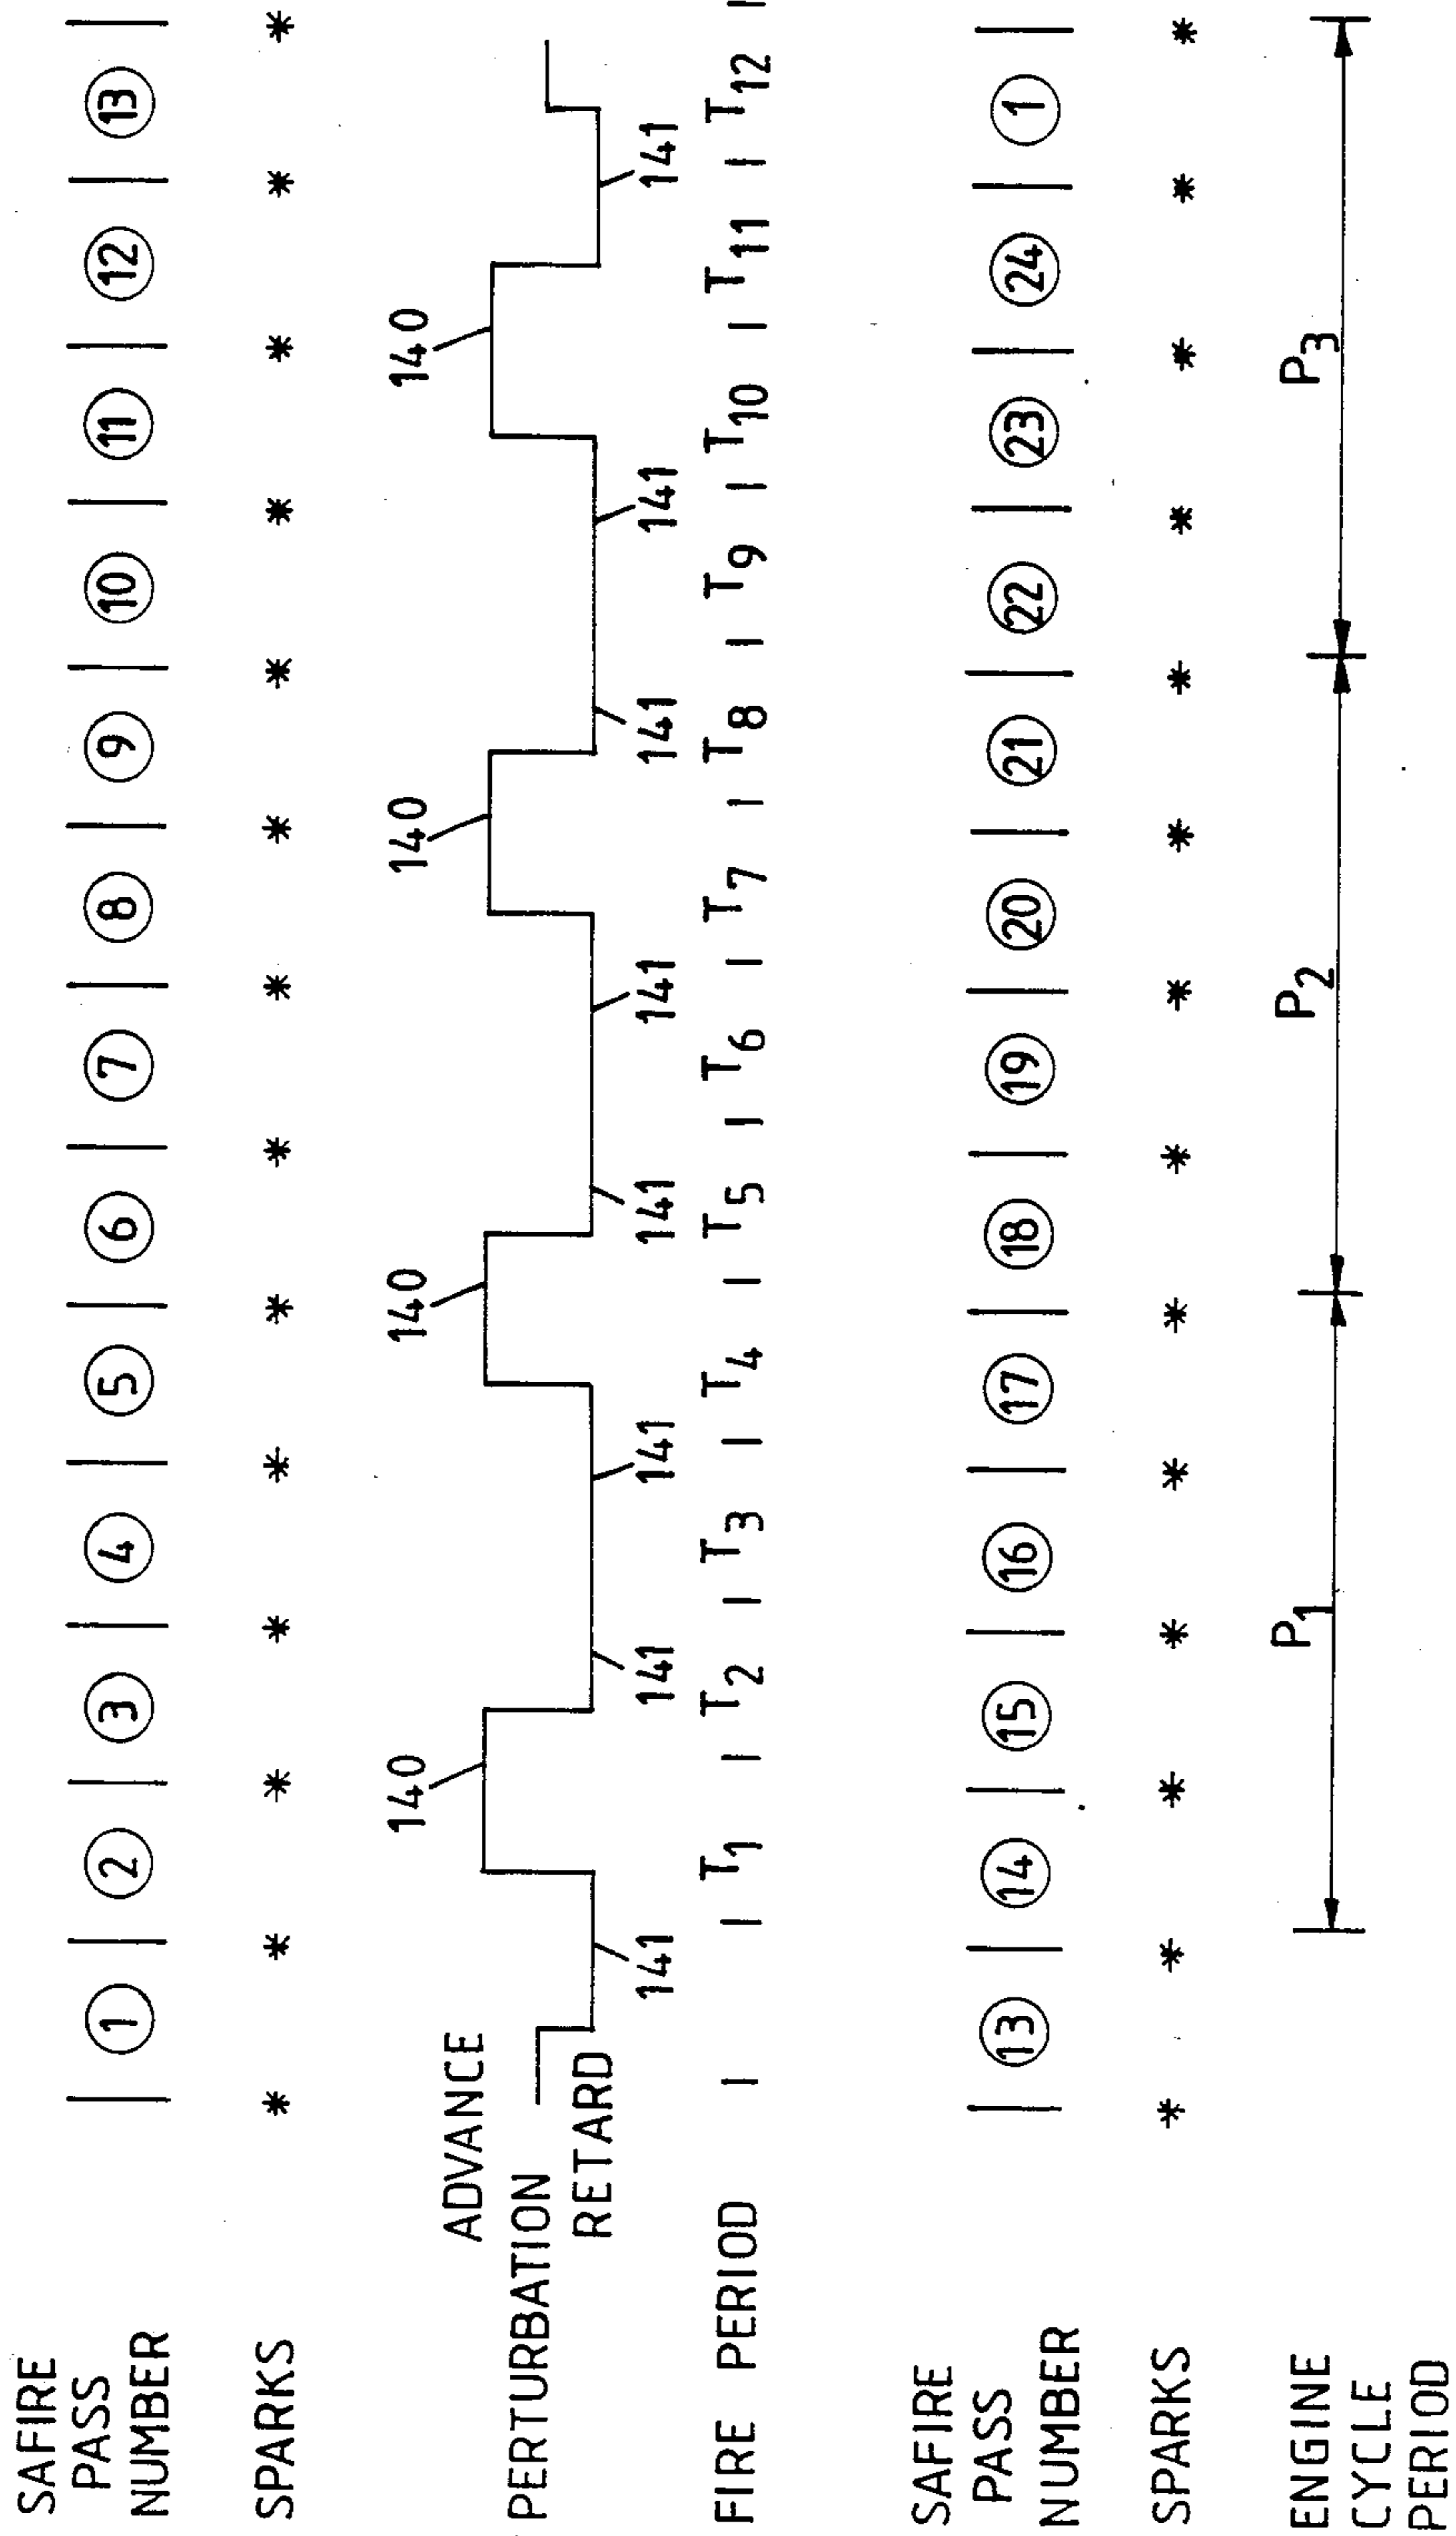 SAFIRE
PASS
NUMBER
1 2 3 4 5 6 7 8 9 10 11 12 13
SPARKS
* * * * * * * * * * * * * *
140 140 140 140
ADVANCE
PERTURBATION
RETARD
141 141 141 141 141 141 141 141
FIRE PERIOD
T1 T2 T3 T4 T5 T6 T7 T8 T9 T10 T11 T12
SAFIRE
PASS
NUMBER
13 14 15 16 17 18 19 20 21 22 23 24 1
SPARKS
* * * * * * * * * * * * * *
ENGINE
CYCLE
PERIOD
P1 P2 P3